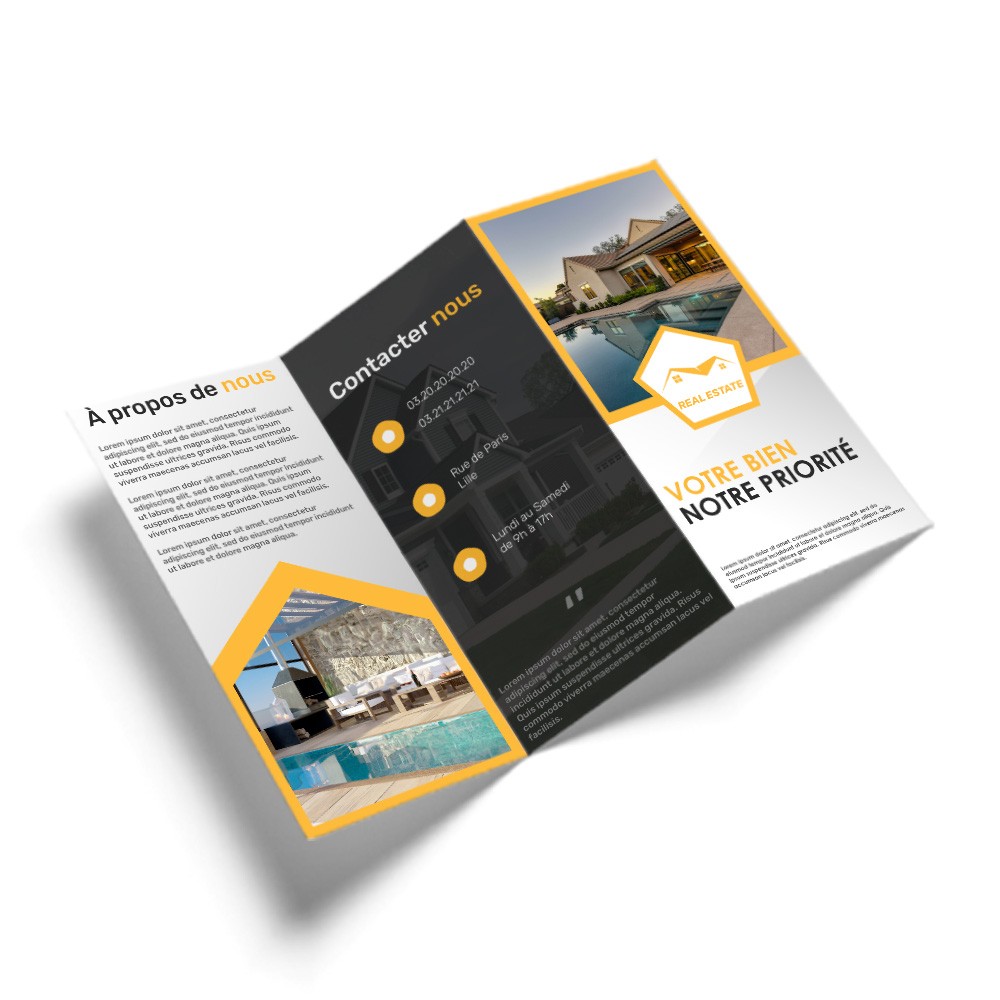 À propos de nous
Lorem ipsum dolor sit amet, consectetur
adipiscing elit, sed do eiusmod tempor incididunt
ut labore et dolore magna aliqua. Quis ipsum
suspendisse ultrices gravida. Risus commodo
viverra maecenas accumsan lacus vel facilisis.
Lorem ipsum dolor sit amet, consectetur
adipiscing elit, sed do eiusmod tempor incididunt
ut labore et dolore magna aliqua. Quis ipsum
suspendisse ultrices gravida. Risus commodo
viverra maecenas accumsan lacus vel facilisis.
Lorem ipsum dolor sit amet, consectetur
adipiscing elit, sed do eiusmod tempor incididunt
ut labore et dolore magna aliqua.
Contacter nous
03.20.20.20.20
03.21.21.21.21
Rue de Paris
Lille
Lundi au Samedi
de 9h à 17h
"
Lorem ipsum dolor sit amet, consectetur
adipiscing elit, sed do eiusmod tempor
incididunt ut labore et dolore magna aliqua.
Quis ipsum suspendisse ultrices gravida. Risus
commodo viverra maecenas accumsan lacus vel
facilisis.
REAL ESTATE
VOTRE BIEN
NOTRE PRIORITÉ
Lorem ipsum dolor sit amet, consectetur adipiscing elit, sed do
eiusmod tempor incididunt ut labore et dolore magna aliqua. Quis
ipsum suspendisse ultrices gravida. Risus commodo viverra maecenas
accumsan lacus vel facilisis.